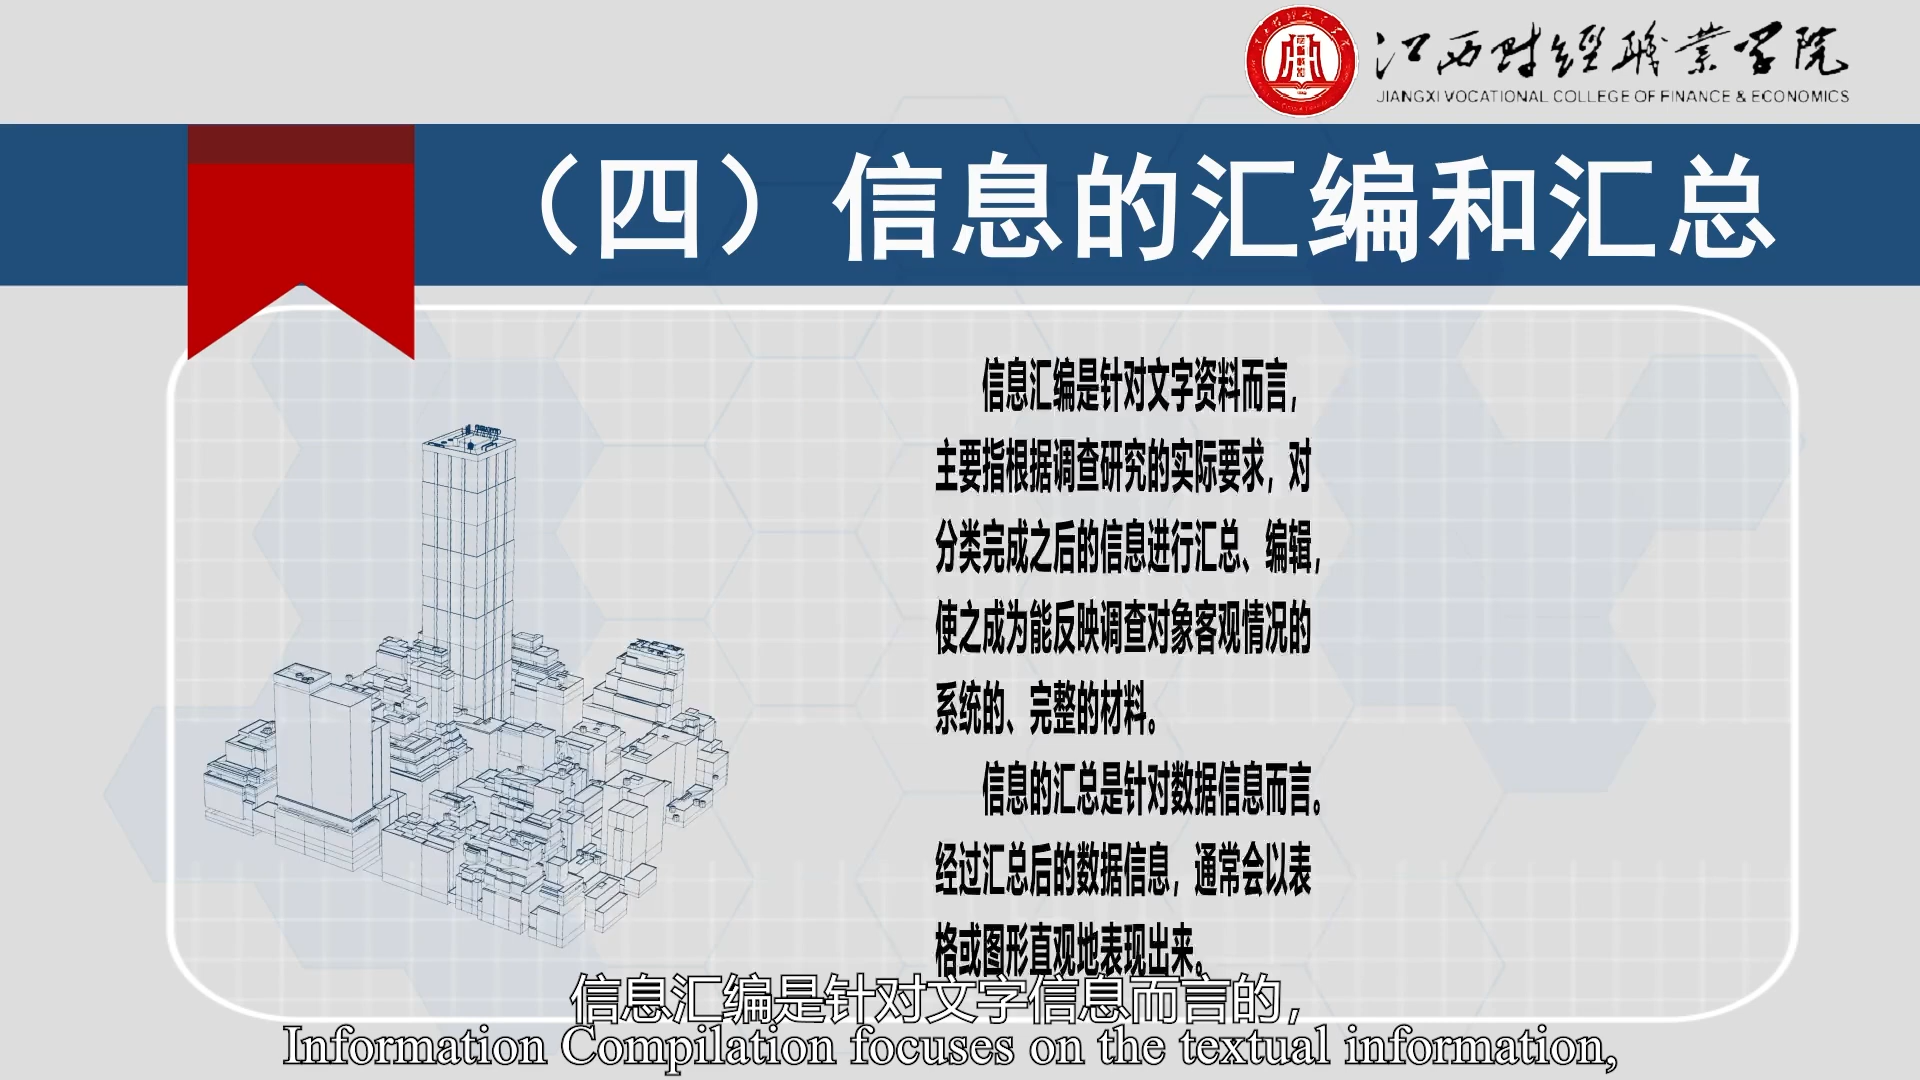 江西财经职业学院
JIANGXI VOCATIONAL COLLEGE OF FINANCE & ECONOMICS
（四）信息的汇编和汇总
信息汇编是针对文字资料而言，
主要指根据调查研究的实际要求，对
分类完成之后的信息进行汇总、编辑，
使之成为能反映调查对象客观情况的
系统的、完整的材料。
信息的汇总是针对数据信息而言。
经过汇总后的数据信息，通常会以表
格或图形直观地表现出来。
信息汇编是针对文字信息而言的，
Information Compilation focuses on the textual information,